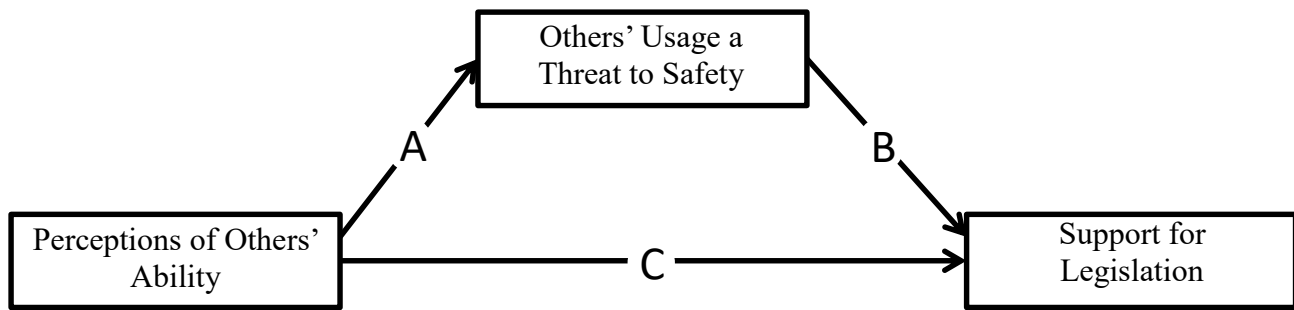 Others’ Usage a
Threat to Safety
A
B
Perceptions of Others’
Ability
C
Support for
Legislation